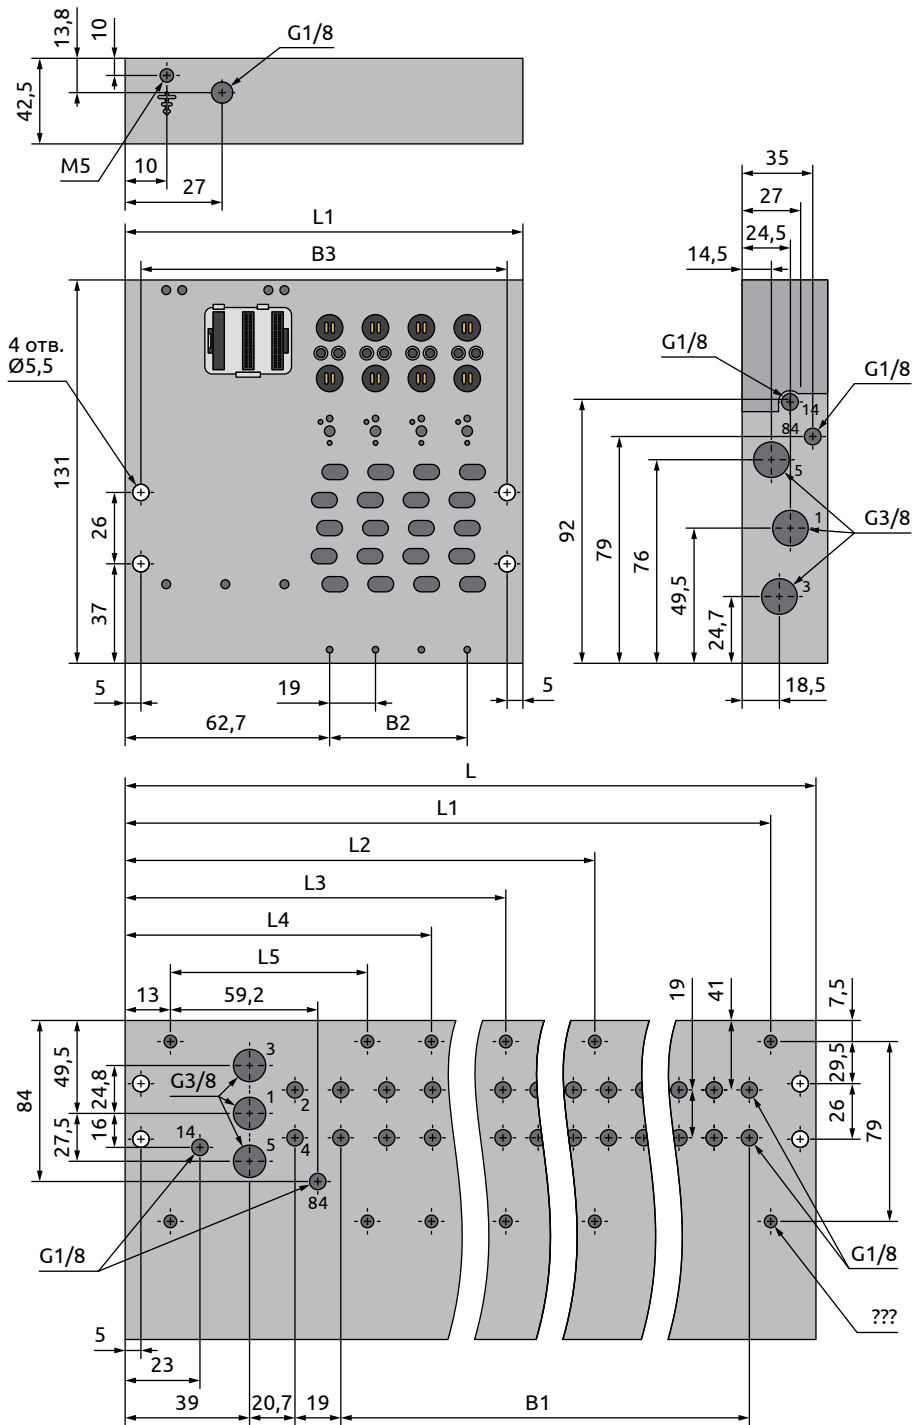 13,8
10
G1/8
42,5
M5
10
27
L1
B3
35
27
24,5
14,5
4 отв.
Ø5,5
G1/8
G1/8
14
84
5
131
26
37
92
79
76
49,5
24,7
1
G3/8
3
5
19
5
18,5
62,7
B2
L
L1
L2
L3
L4
L5
13
59,2
19
41
7,5
84
49,5
24,8
27,5
16
3
G3/8
1
2
14
5
4
84
29,5
26
79
G1/8
G1/8
???
5
23
39
20,7
19
B1